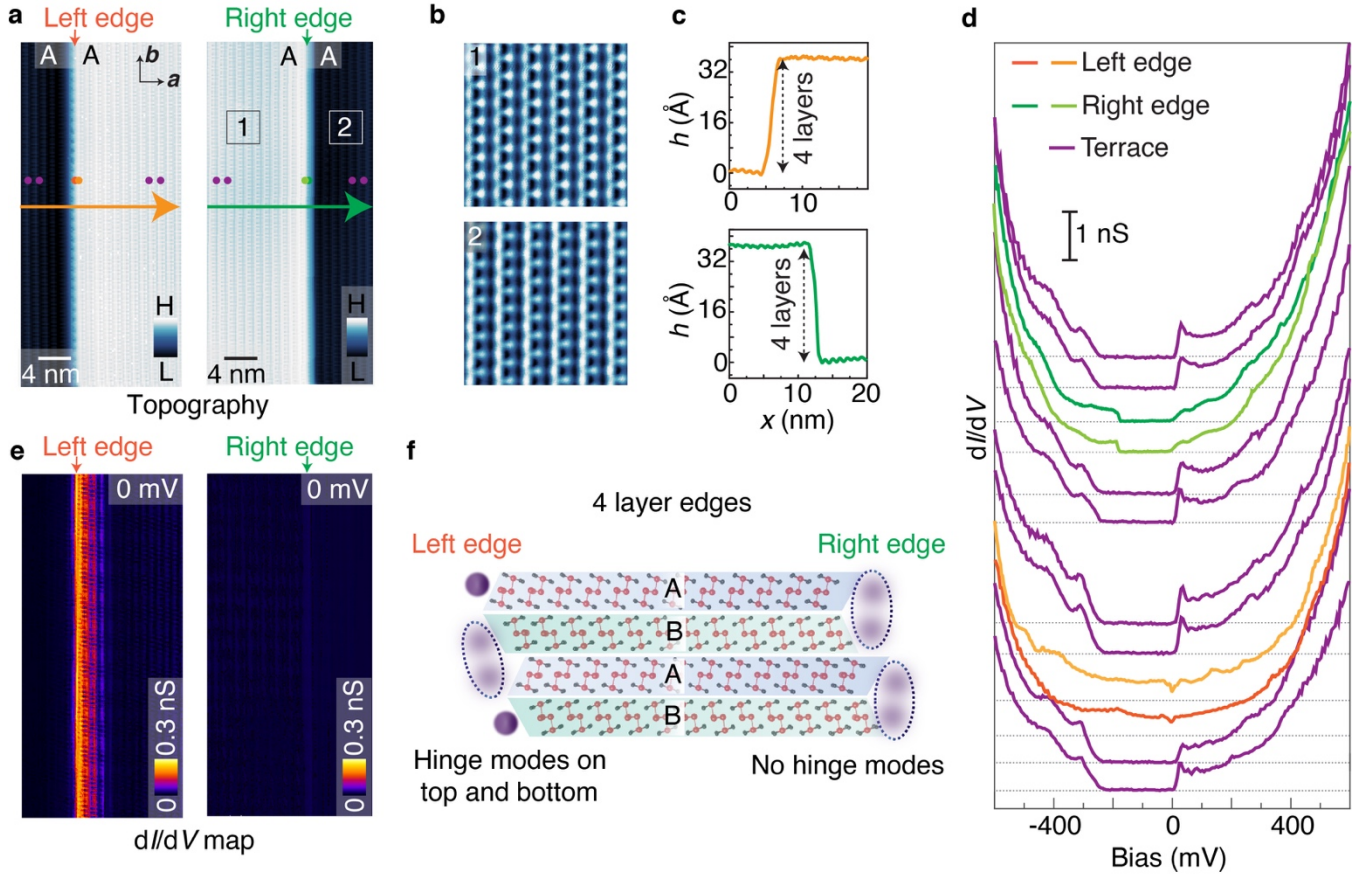 a
Left edge
Right edge
A
A
b
a
A
A
1
2
H
L
4 nm
H
L
4 nm
Topography
b
1
2
c
h (Å)
32
16
0
4 layers
0
10
h (Å)
32
16
0
4 layers
0
10
20
x (nm)
d
Left edge
Right edge
Terrace
1 nS
dI/dV
-400
0
400
Bias (mV)
e
Left edge
Right edge
0 mV
0 mV
0
0.3 nS
0
0.3 nS
dI/dV map
f
4 layer edges
Left edge
Right edge
A
B
A
B
Hinge modes on
top and bottom
No hinge modes